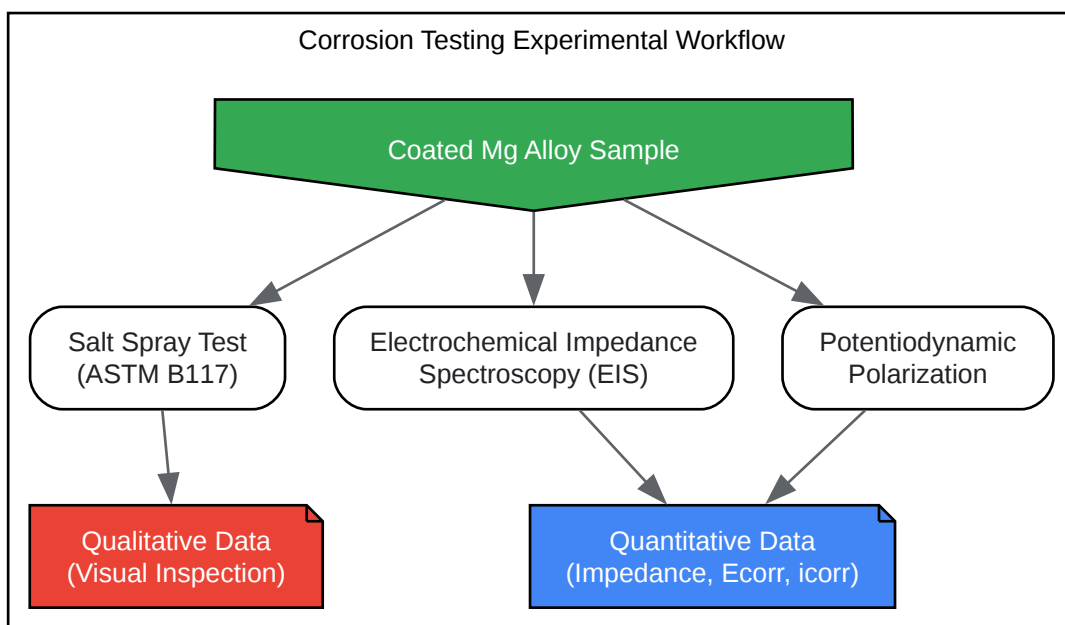 Corrosion Testing Experimental Workflow
Coated Mg Alloy Sample
Salt Spray Test
(ASTM B117)
Electrochemical Impedance
Spectroscopy (EIS)
Potentiodynamic
Polarization
Qualitative Data
(Visual Inspection)
Quantitative Data
(Impedance, Ecorr, icorr)